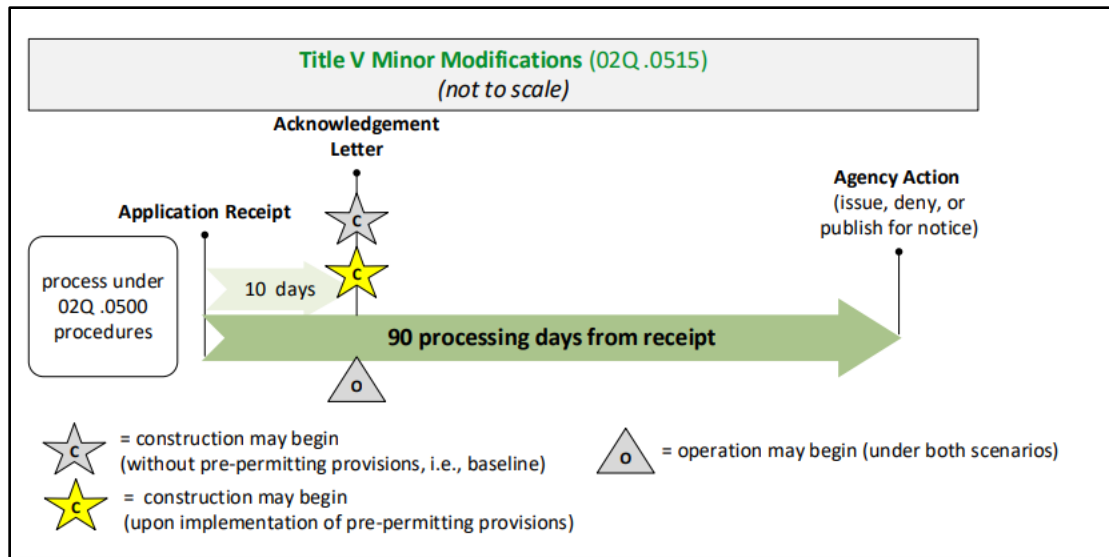 Title V Minor Modifications (02Q .0515)
(not to scale)
Acknowledgement
Letter
Application Receipt
Agency Action
(issue, deny, or
publish for notice)
process under
02Q .0500
procedures
C
C
10 days
90 processing days from receipt
O
C
= construction may begin
(without pre-permitting provisions, i.e., baseline)
O
= operation may begin (under both scenarios)
C
= construction may begin
(upon implementation of pre-permitting provisions)